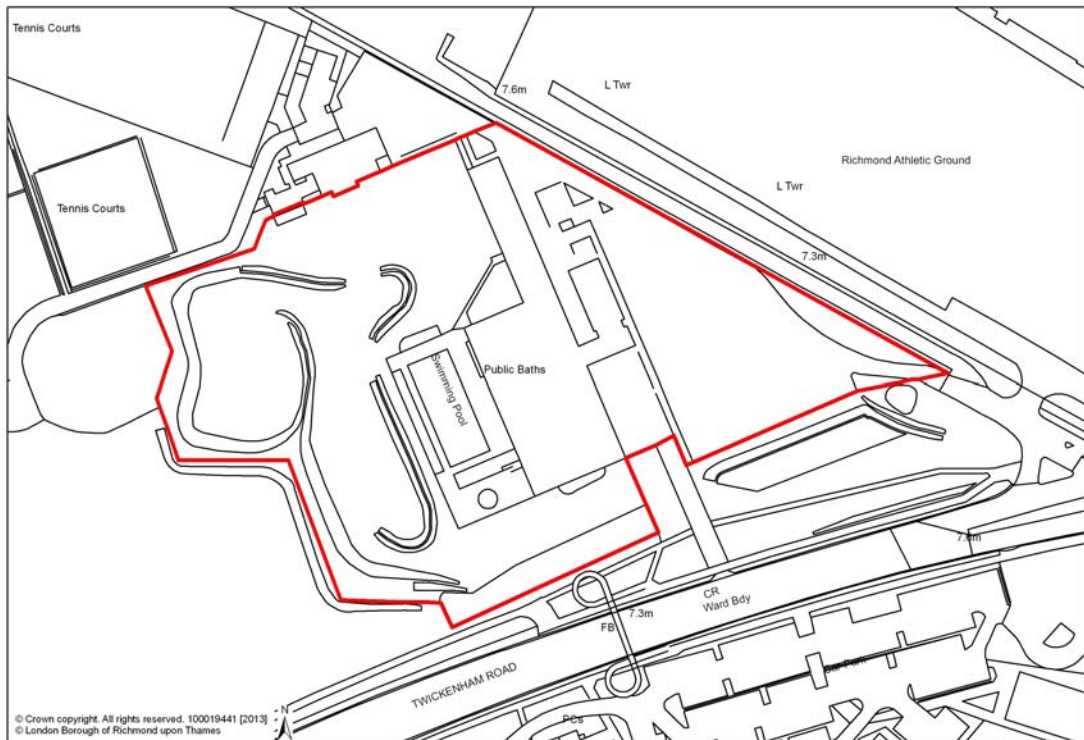 Tennis Courts
7.6m
L Twr
Richmond Athletic Ground
L Twr
Tennis Courts
7.3m
Swimming Pool
Public Baths
CR
Ward Bdy
7.3m
FB
TWICKENHAM ROAD
Car Park
N
PCs
© Crown copyright. All rights reserved. 100019441 [2013]
© London Borough of Richmond upon Thames